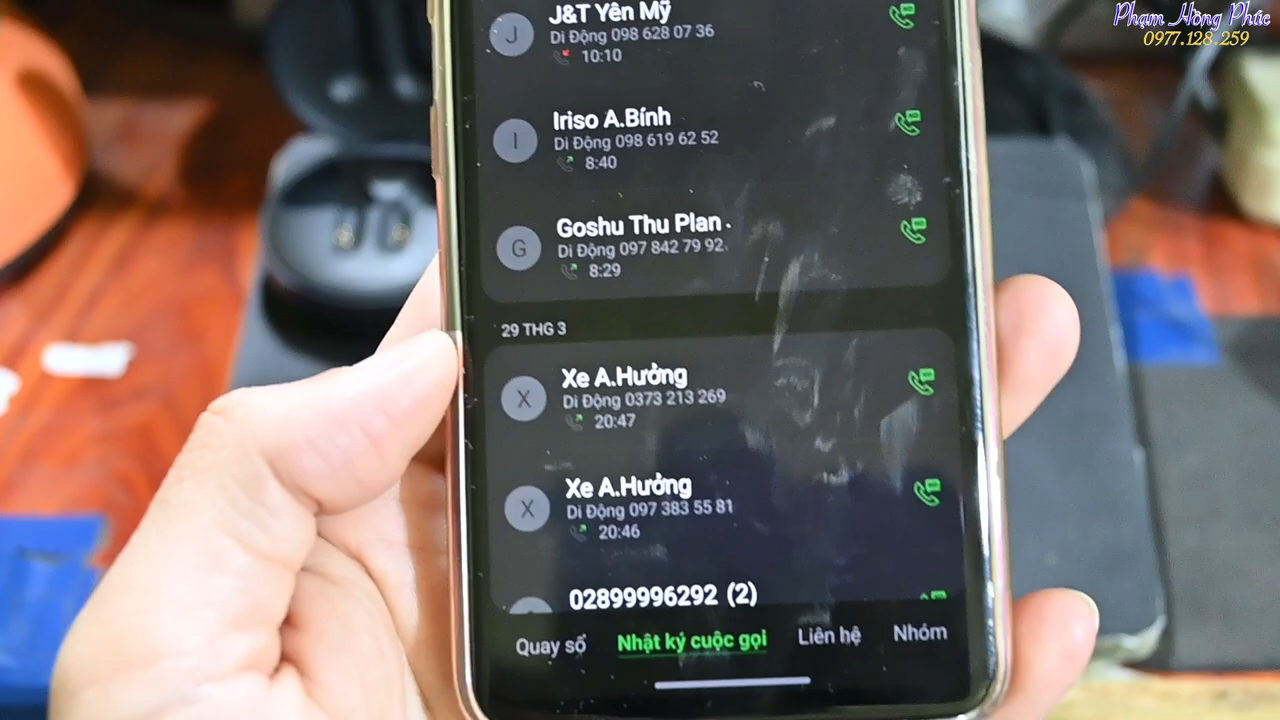 Phạm Hồng Phúc
0977.128.259
J&T Yên Mỹ
J
Di Động 098 628 07 36
10:10
Iriso A.Bính
I
Di Động 098 619 62 52
8:40
Goshu Thu Plan .
G
Di Động 097 842 79 92
8:29
29 THG 3
Xe A.Hưởng
X
Di Động 0373 213 269
20:47
Xe A.Hưởng
X
Di Động 097 383 55 81
20:46
02899996292 (2)
Quay số Nhật ký cuộc gọi Liên hệ Nhóm